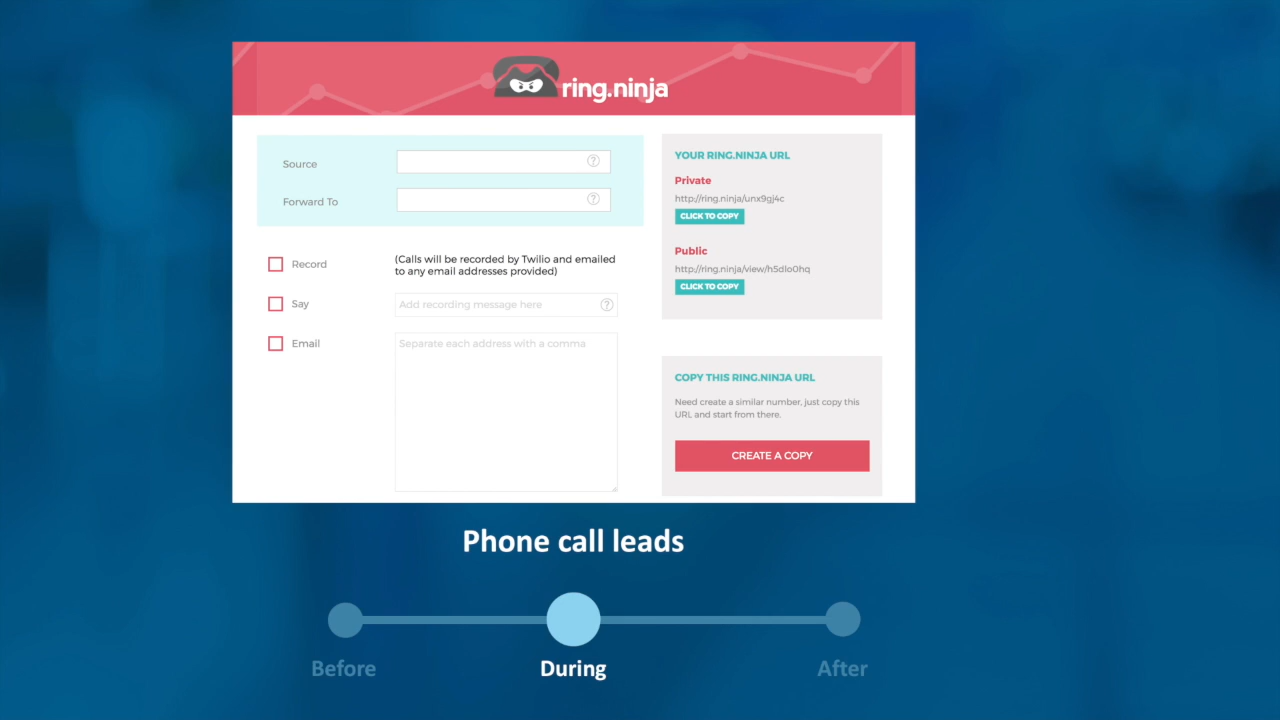 ring.ninja
Source
Forward To
Record
(Calls will be recorded by Twilio and emailed
to any email addresses provided)
Say
Add recording message here
Email
Separate each address with a comma
YOUR RING.NINJA URL
Private
http://ring.ninja/unx9gj4c
CLICK TO COPY
Public
http://ring.ninja/view/h5dlo0hq
CLICK TO COPY
COPY THIS RING.NINJA URL
Need create a similar number, just copy this
URL and start from there.
CREATE A COPY
Phone call leads
Before
During
After